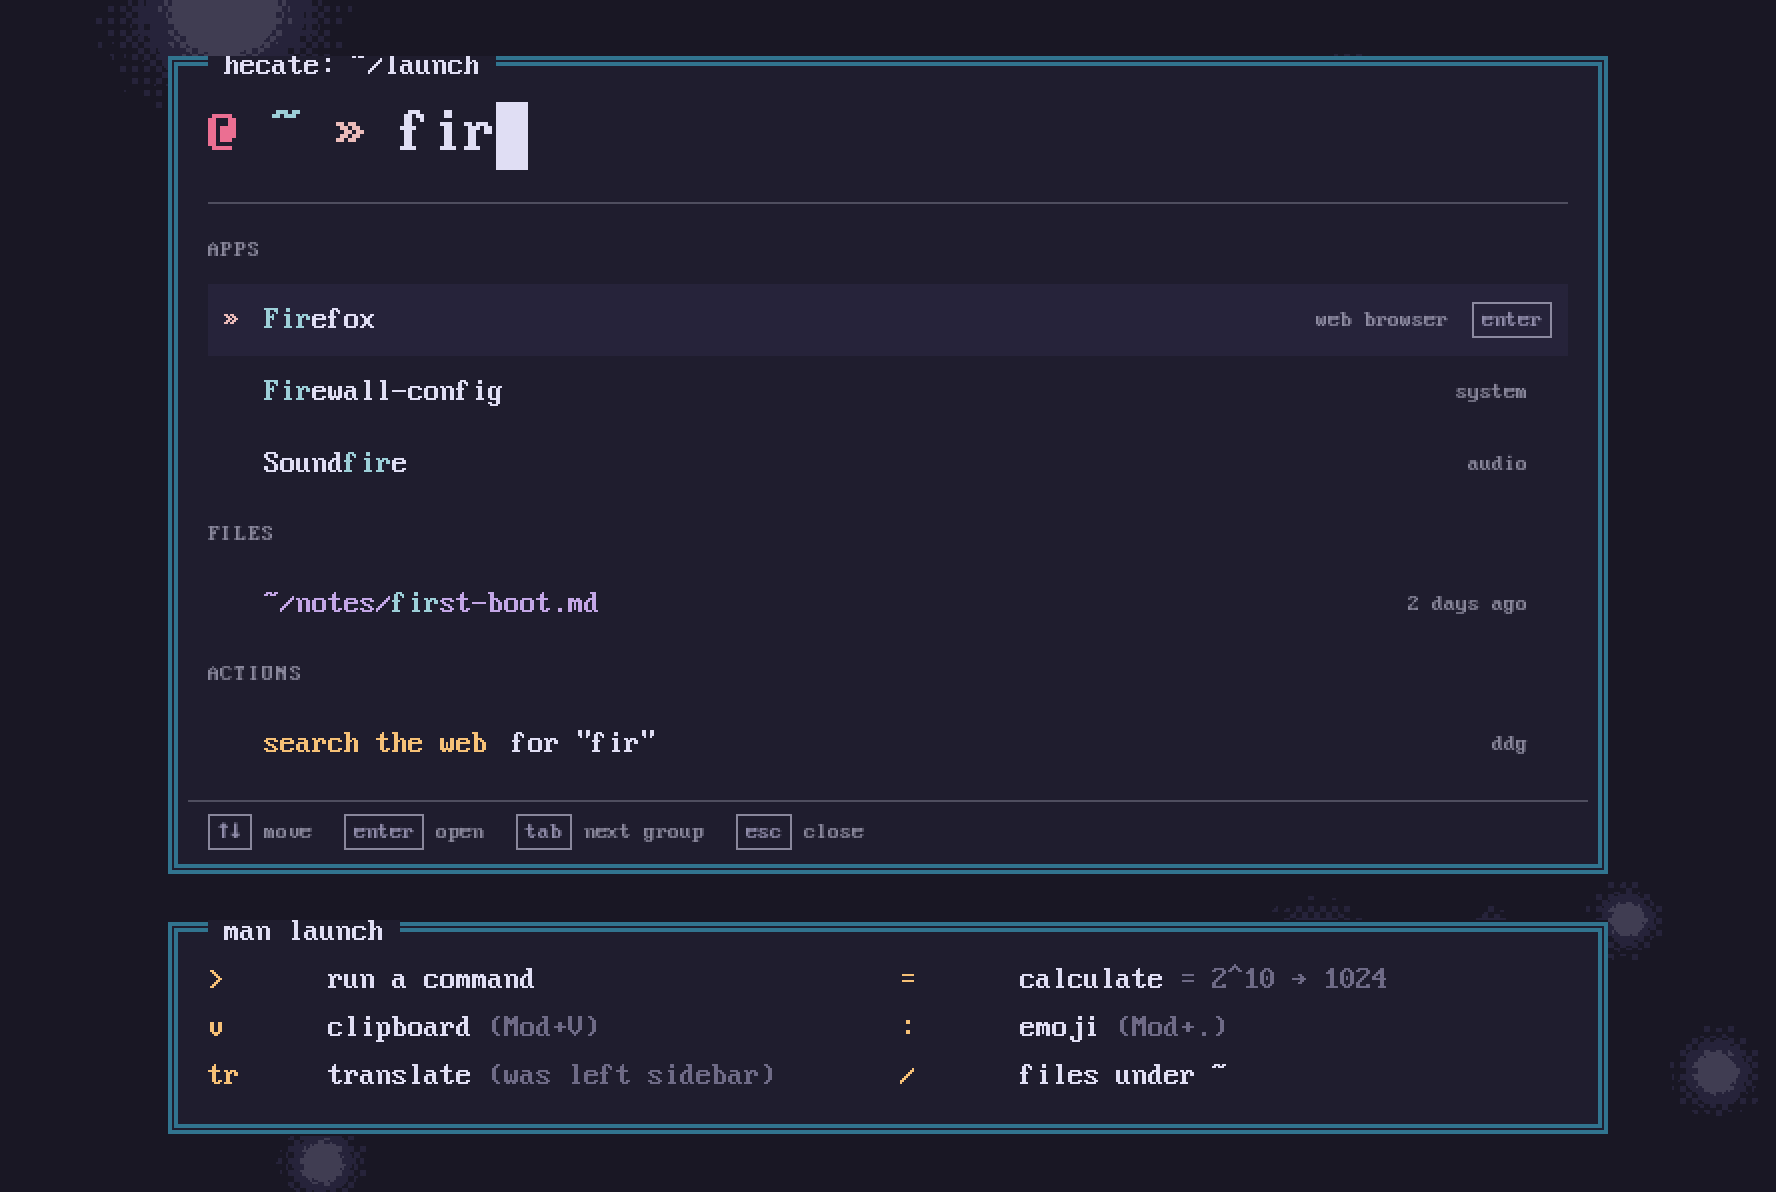 hecate: ~/launch
@ ~ » fir
APPS
» Firefox web browser enter
Firewall-config system
Soundfire audio
FILES
~/notes/first-boot.md 2 days ago
ACTIONS
search the web for "fir" ddg
↑↓ move enter open tab next group esc close
man launch
> run a command = calculate = 2^10 → 1024
v clipboard (Mod+V) : emoji (Mod+.)
tr translate (was left sidebar) / files under ~